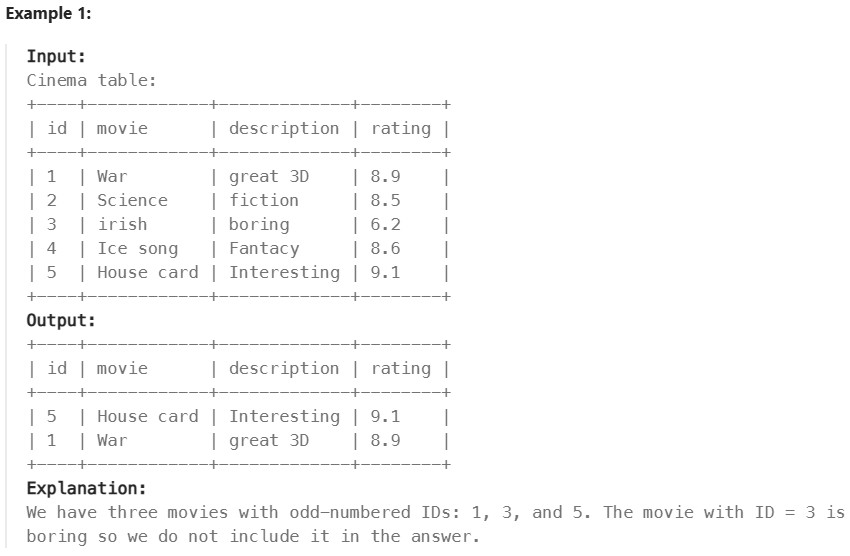 Example 1:
Input:
Cinema table:
+----+------------+-------------+--------+
| id | movie      | description | rating |
+----+------------+-------------+--------+
| 1  | War        | great 3D    | 8.9    |
| 2  | Science    | fiction     | 8.5    |
| 3  | irish      | boring      | 6.2    |
| 4  | Ice song   | Fantacy     | 8.6    |
| 5  | House card | Interesting | 9.1    |
+----+------------+-------------+--------+
Output:
+----+------------+-------------+--------+
| id | movie      | description | rating |
+----+------------+-------------+--------+
| 5  | House card | Interesting | 9.1    |
| 1  | War        | great 3D    | 8.9    |
+----+------------+-------------+--------+
Explanation:
We have three movies with odd-numbered IDs: 1, 3, and 5. The movie with ID = 3 is
boring so we do not include it in the answer.